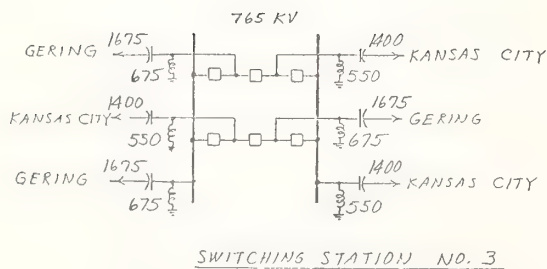 765 KV
GERING 1675 675
1400 KANSAS CITY 550
KANSAS CITY 1400 550
1675 GERING 675
GERING 1675 675
1400 KANSAS CITY 550
SWITCHING STATION NO. 3